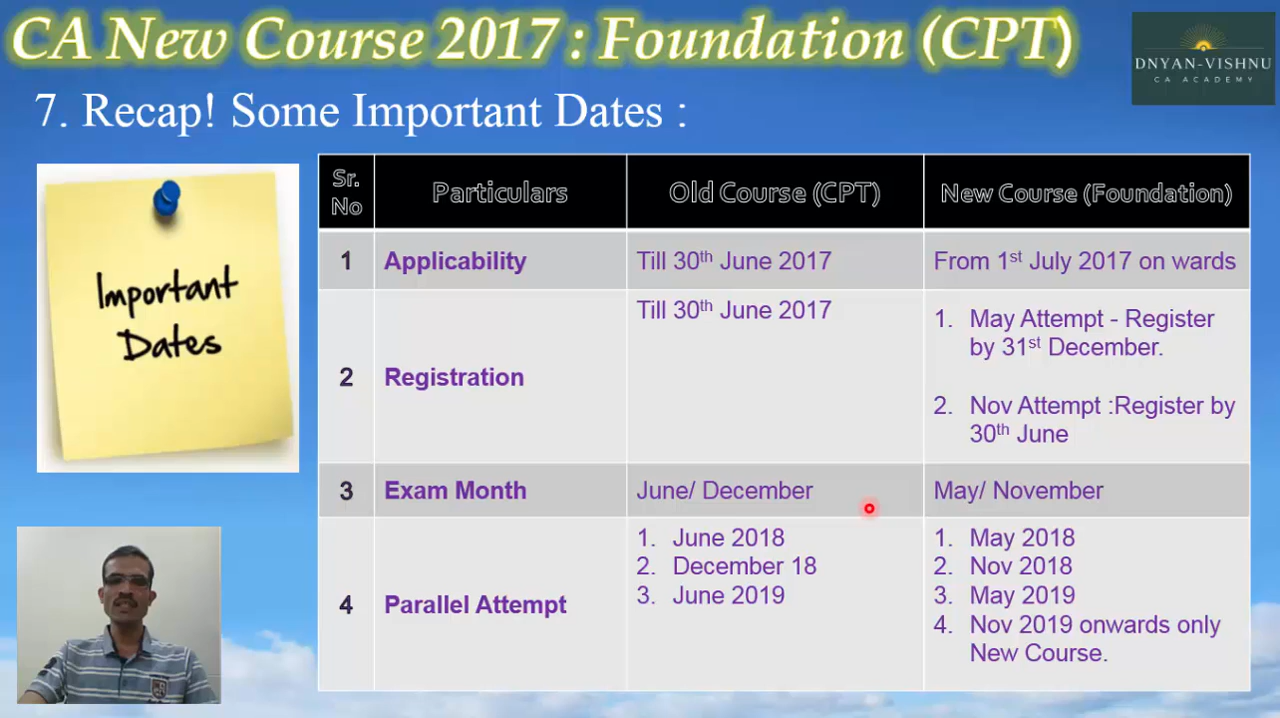 CA New Course 2017 : Foundation (CPT)
DNYAN-VISHNU
CA ACADEMY
7. Recap! Some Important Dates :
Important
Dates
Sr.
No
Particulars
Old Course (CPT)
New Course (Foundation)
1
Applicability
Till 30th June 2017
From 1st July 2017 on wards
2
Registration
Till 30th June 2017
1. May Attempt - Register
by 31st December.
2. Nov Attempt :Register by
30th June
3
Exam Month
June/ December
May/ November
4
Parallel Attempt
1. June 2018
2. December 18
3. June 2019
1. May 2018
2. Nov 2018
3. May 2019
4. Nov 2019 onwards only
New Course.